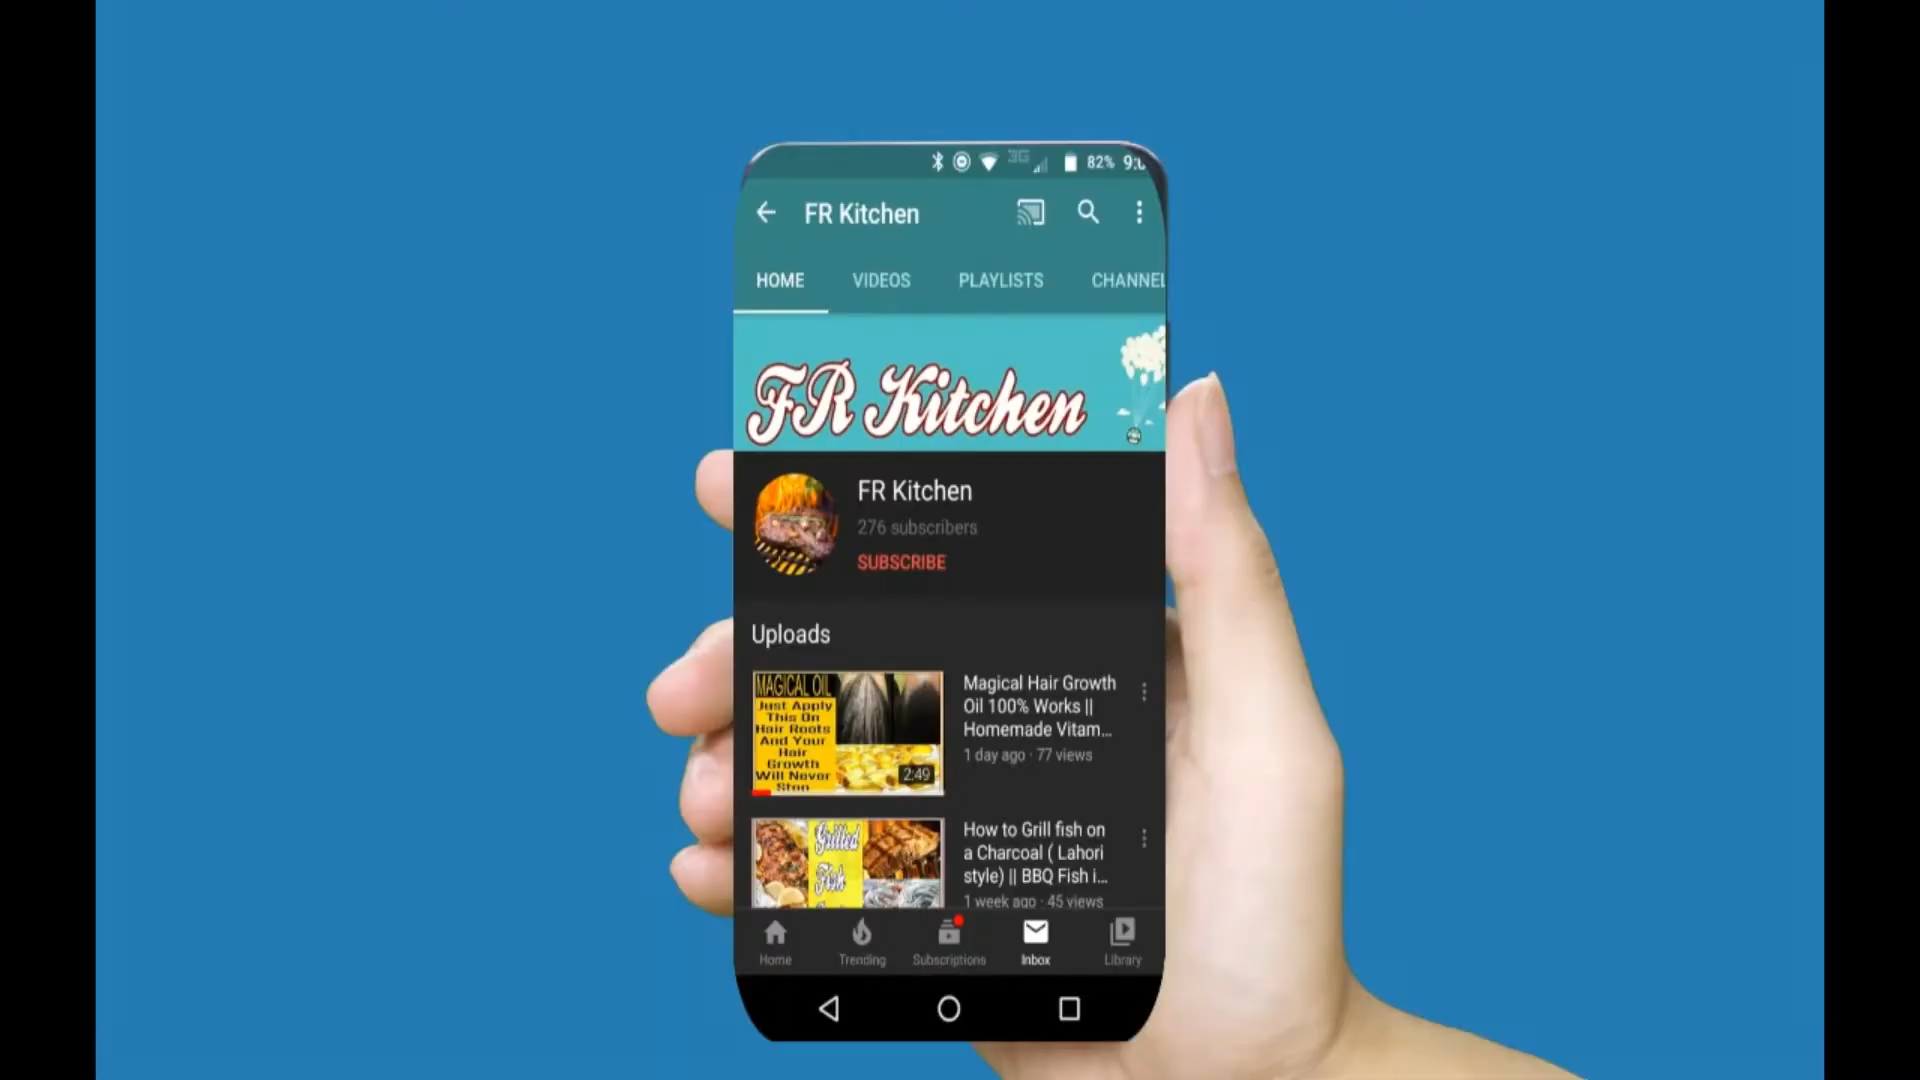 3G 82%
FR Kitchen
HOME VIDEOS PLAYLISTS CHANNEL
FR Kitchen
FR Kitchen
276 subscribers
SUBSCRIBE
Uploads
MAGICAL OIL
Just Apply
This On
Hair Roots
And Your
Hair
Growth
Will Never
Stop
2:49
Magical Hair Growth
Oil 100% Works ||
Homemade Vitam...
1 day ago · 77 views
Grilled
Fish
How to Grill fish on
a Charcoal ( Lahori
style) || BBQ Fish i...
1 week ago · 45 views
Home Trending Subscriptions Inbox Library